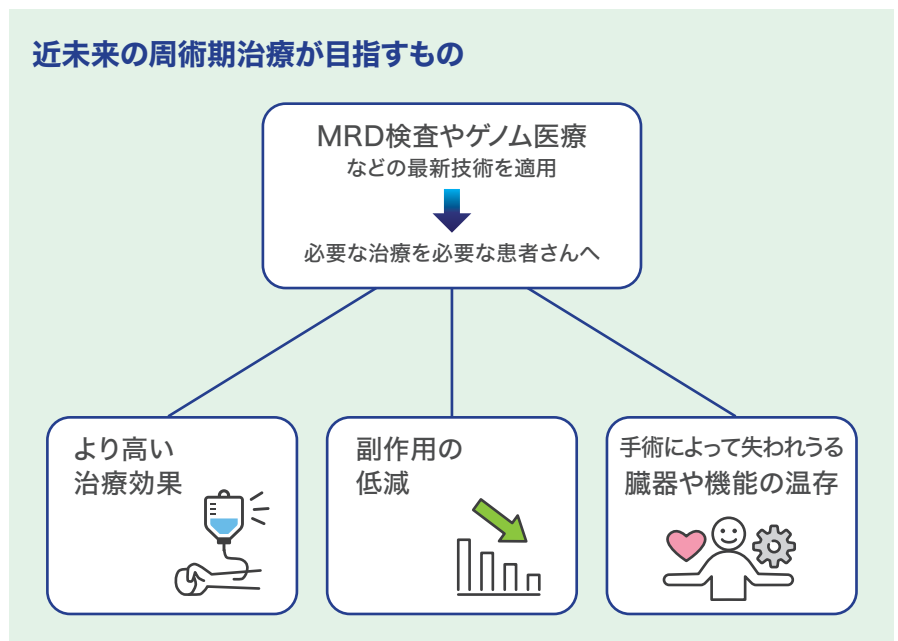 近未来の周術期治療が目指すもの
MRD検査やゲノム医療
などの最新技術を適用
必要な治療を必要な患者さんへ
より高い
治療効果
副作用の
低減
手術によって失われうる
臓器や機能の温存